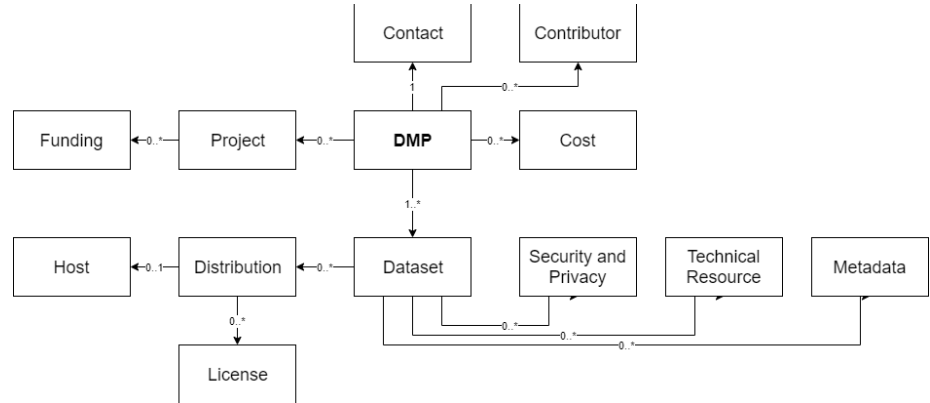 Contact
Contributor
1
0..*
Funding
0..*
Project
0..*
DMP
0..*
Cost
1..*
Host
0..1
Distribution
0..*
Dataset
Security and
Privacy
Technical
Resource
Metadata
0..*
0..*
0..*
0..*
License